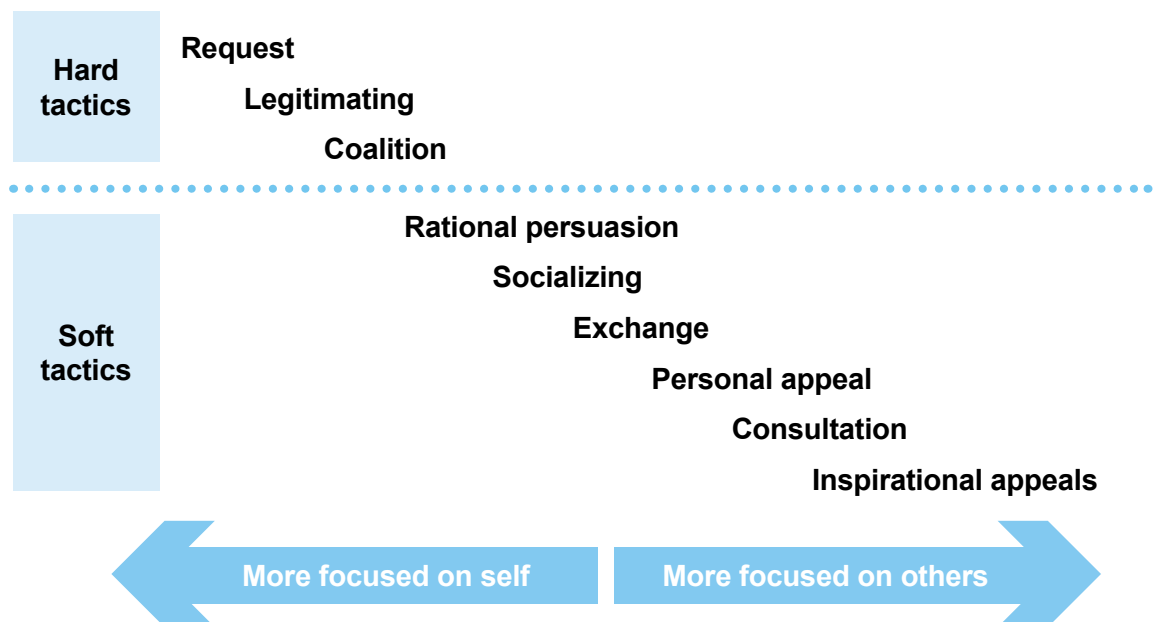 Hard
tactics
Request
Legitimating
Coalition
Soft
tactics
Rational persuasion
Socializing
Exchange
Personal appeal
Consultation
Inspirational appeals
More focused on self
More focused on others